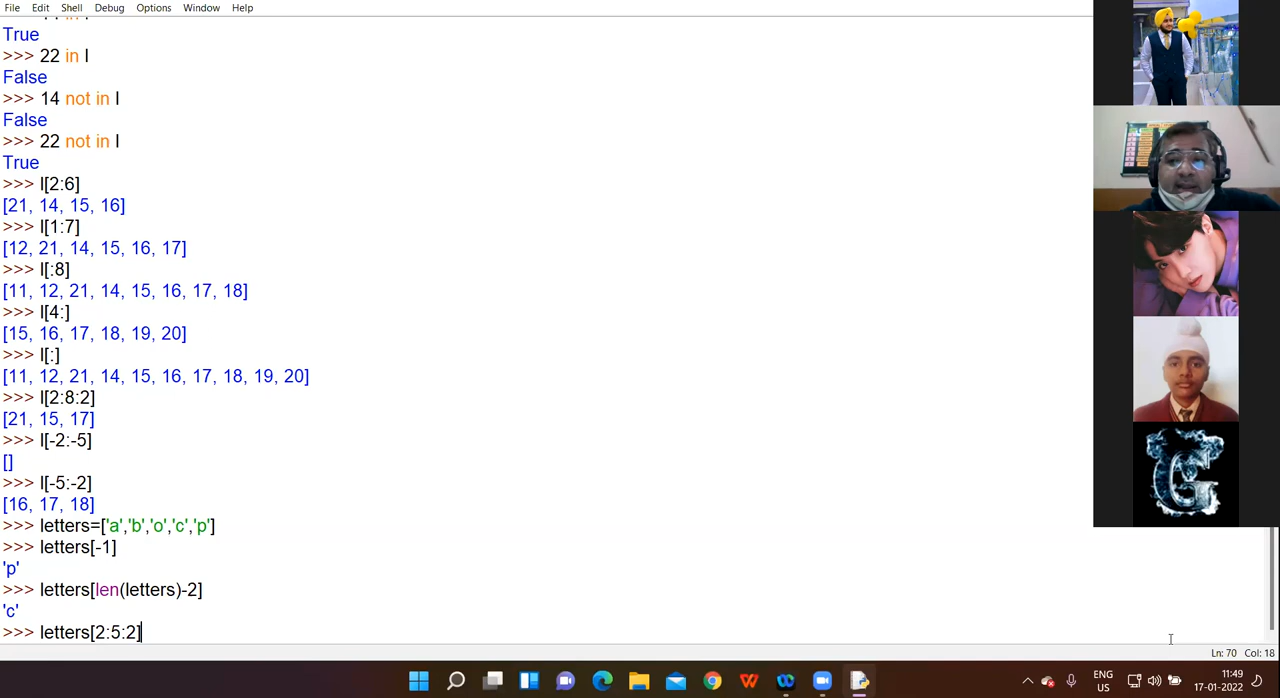 File Edit Shell Debug Options Window Help
True
>>> 22 in l
False
>>> 14 not in l
False
>>> 22 not in l
True
>>> l[2:6]
[21, 14, 15, 16]
>>> l[1:7]
[12, 21, 14, 15, 16, 17]
>>> l[:8]
[11, 12, 21, 14, 15, 16, 17, 18]
>>> l[4:]
[15, 16, 17, 18, 19, 20]
>>> l[:]
[11, 12, 21, 14, 15, 16, 17, 18, 19, 20]
>>> l[2:8:2]
[21, 15, 17]
>>> l[-2:-5]
[]
>>> l[-5:-2]
[16, 17, 18]
>>> letters=['a','b','o','c','p']
>>> letters[-1]
'p'
>>> letters[len(letters)-2]
'c'
>>> letters[2:5:2]
Ln: 70 Col: 18
ENG
US
11:49
17-01-2022